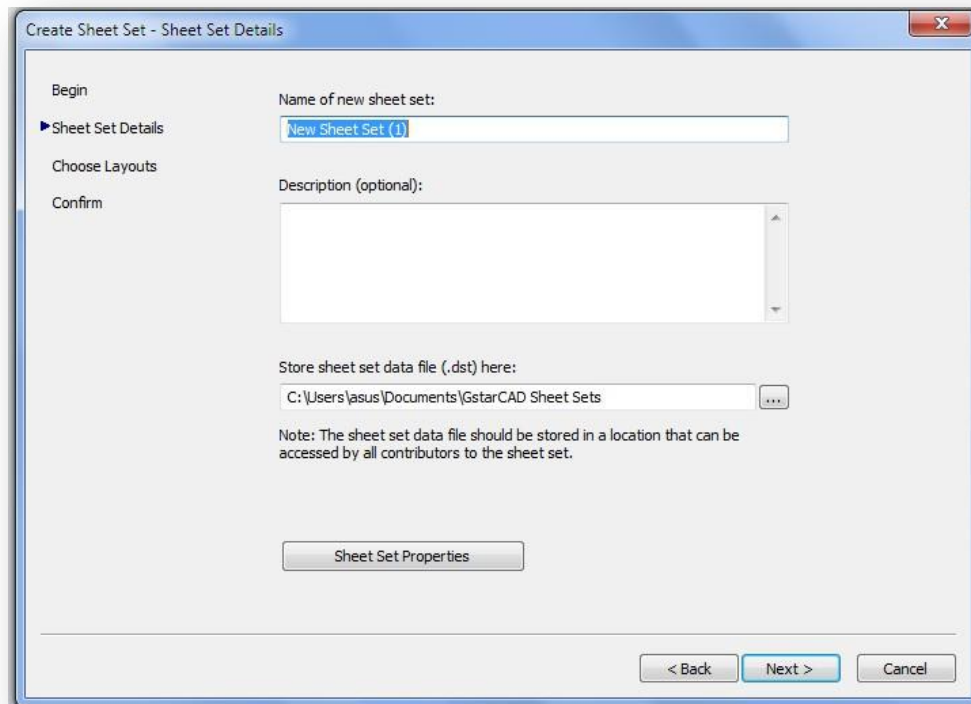 Create Sheet Set - Sheet Set Details
Begin
Sheet Set Details
Choose Layouts
Confirm
Name of new sheet set:
New Sheet Set (1)
Description (optional):
Store sheet set data file (.dst) here:
C:\Users\asus\Documents\GstarCAD Sheet Sets
...
Note: The sheet set data file should be stored in a location that can be
accessed by all contributors to the sheet set.
Sheet Set Properties
< Back
Next >
Cancel